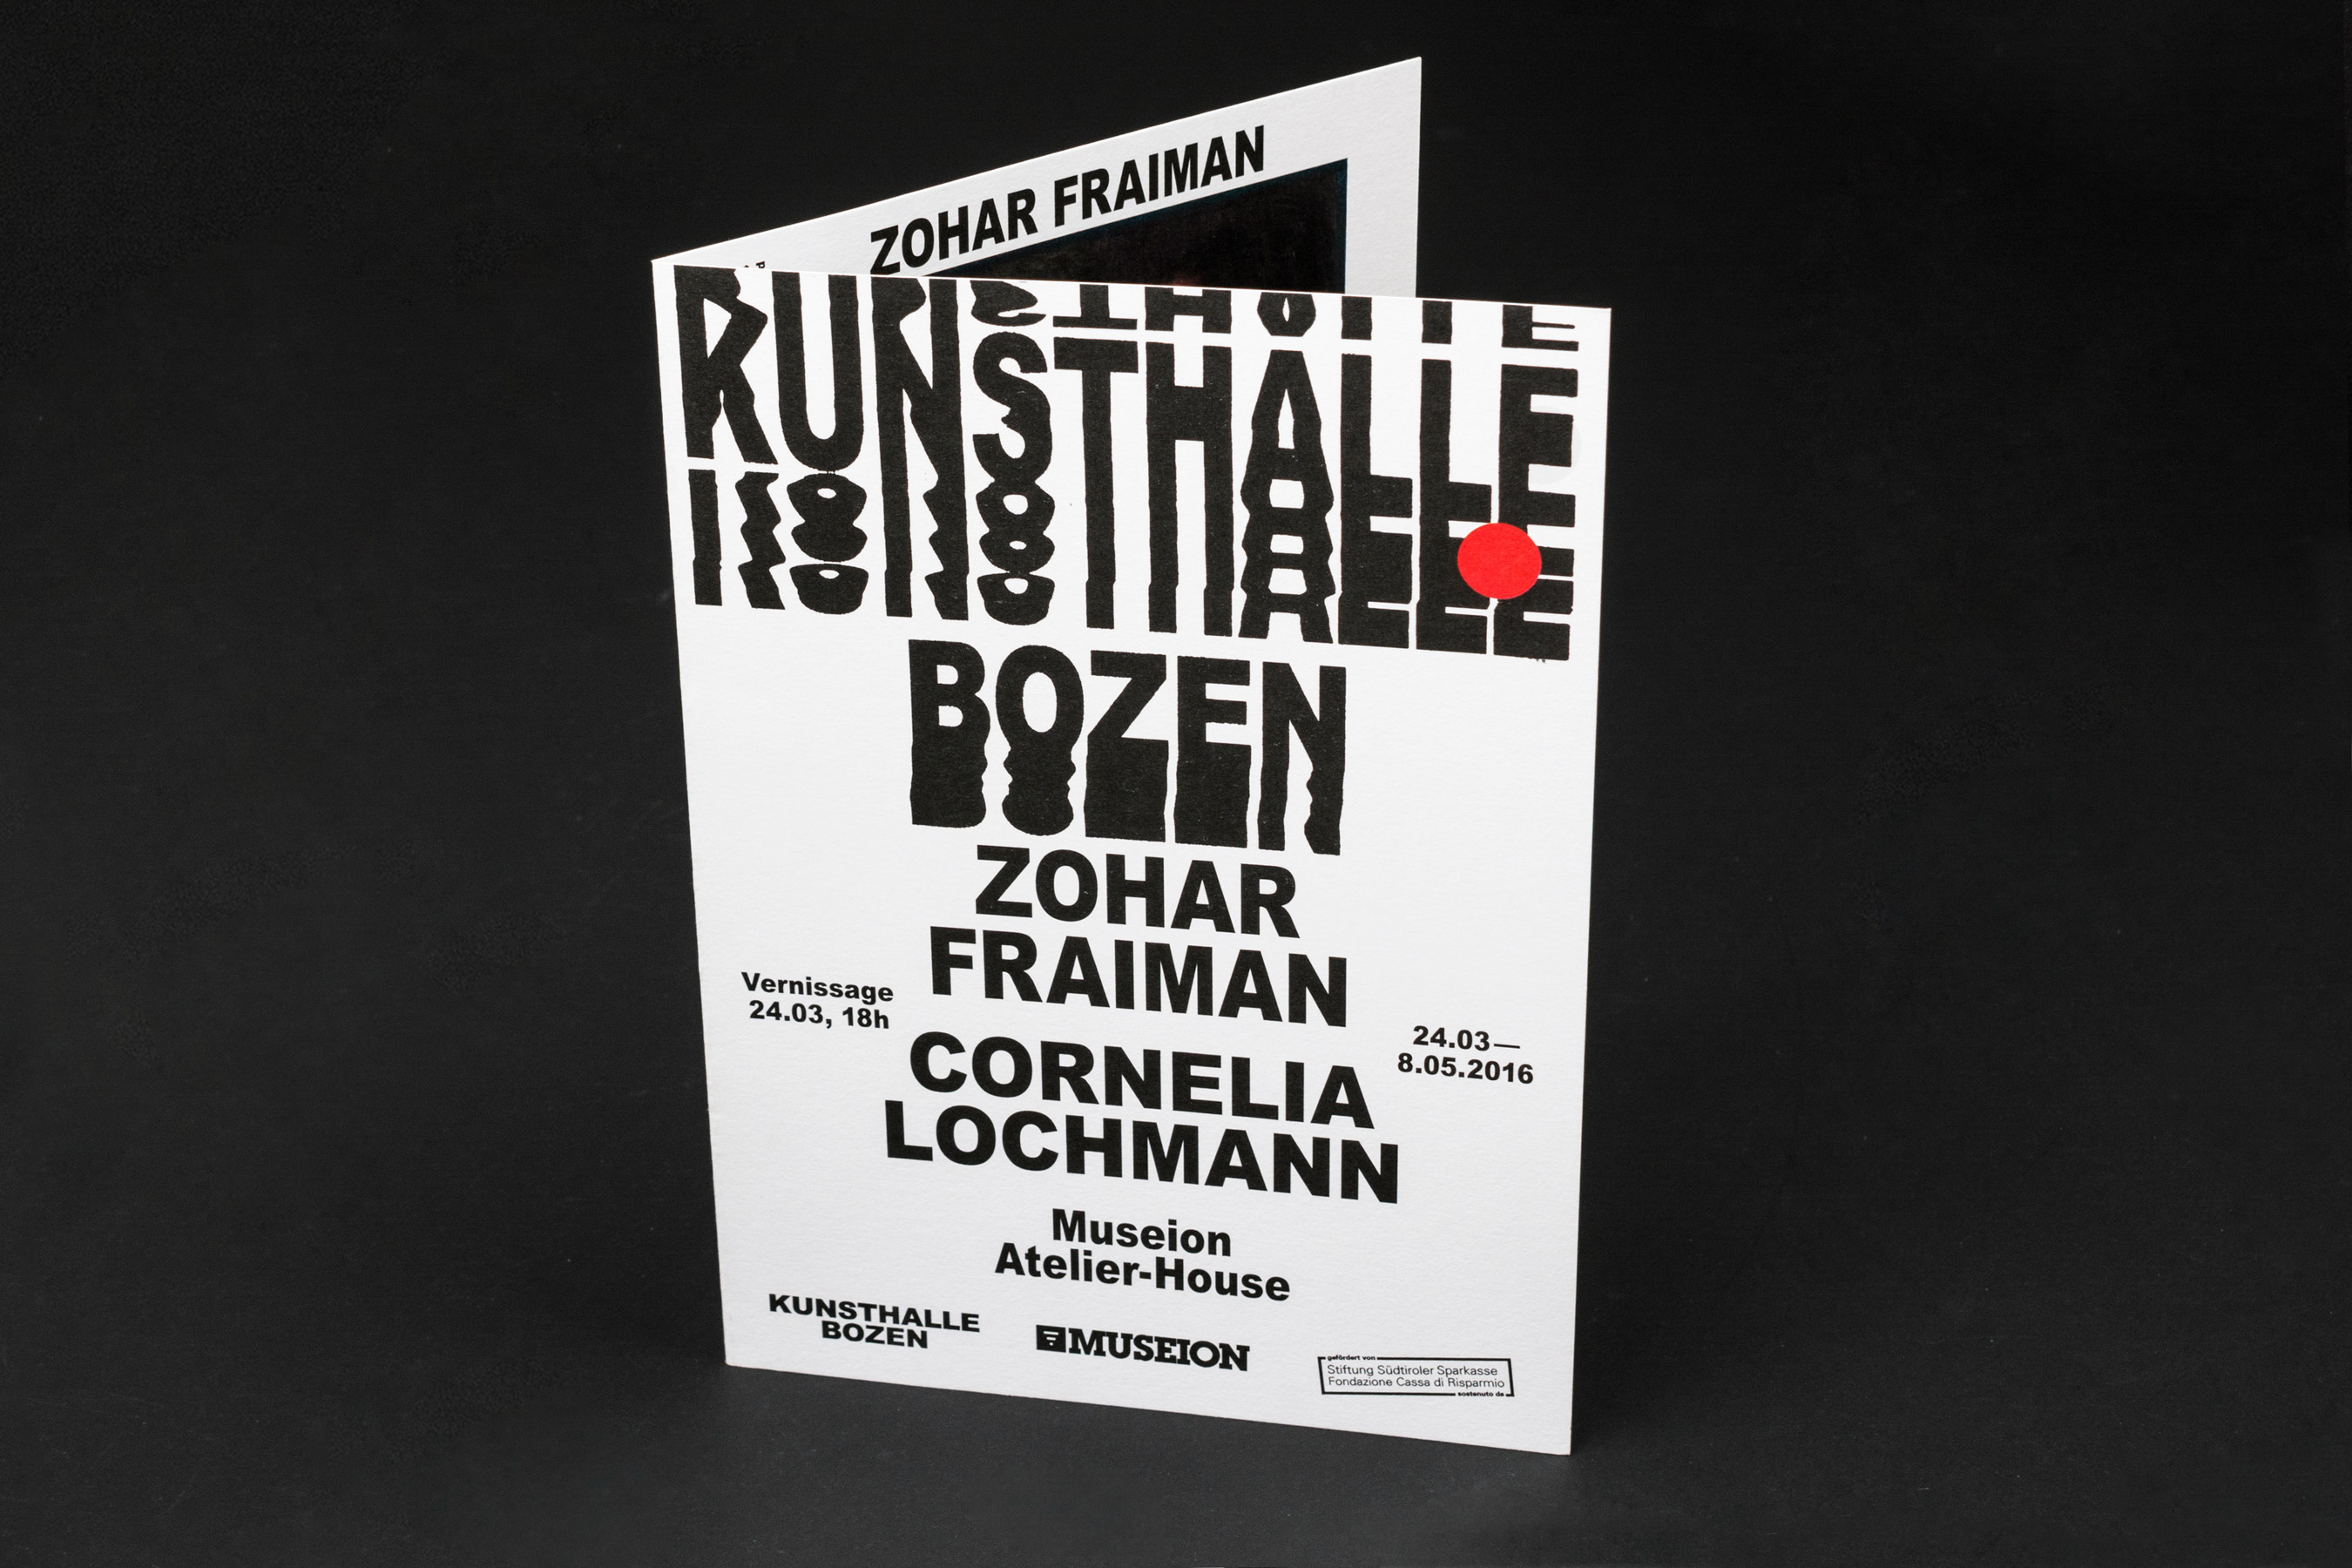 ZOHAR FRAIMAN
KUNSTHALLE
BOZEN
ZOHAR
FRAIMAN
Vernissage
24.03, 18h
24.03—
8.05.2016
CORNELIA
LOCHMANN
Museion
Atelier-House
KUNSTHALLE
BOZEN
MUSEION
gefördert von
Stiftung Südtiroler Sparkasse
Fondazione Cassa di Risparmio
sostenuto da